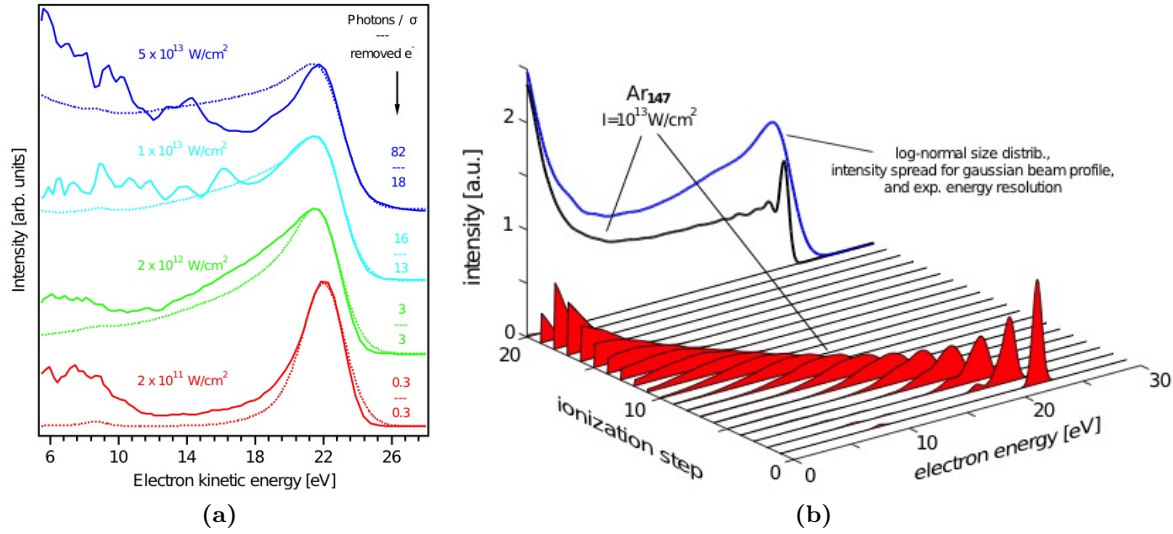 Photons / σ
---
removed e⁻
5 x 10¹³ W/cm²
82
---
18
1 x 10¹³ W/cm²
16
---
13
2 x 10¹² W/cm²
3
---
3
2 x 10¹¹ W/cm²
0.3
---
0.3
Intensity [arb. units]
6 10 14 18 22 26
Electron kinetic energy [eV]
(a)
Ar₁₄₇
I=10¹³W/cm²
log-normal size distrib.,
intensity spread for gaussian beam profile,
and exp. energy resolution
intensity [a.u.]
2
1
0
20
10
0
ionization step
0
10
20
30
electron energy [eV]
(b)